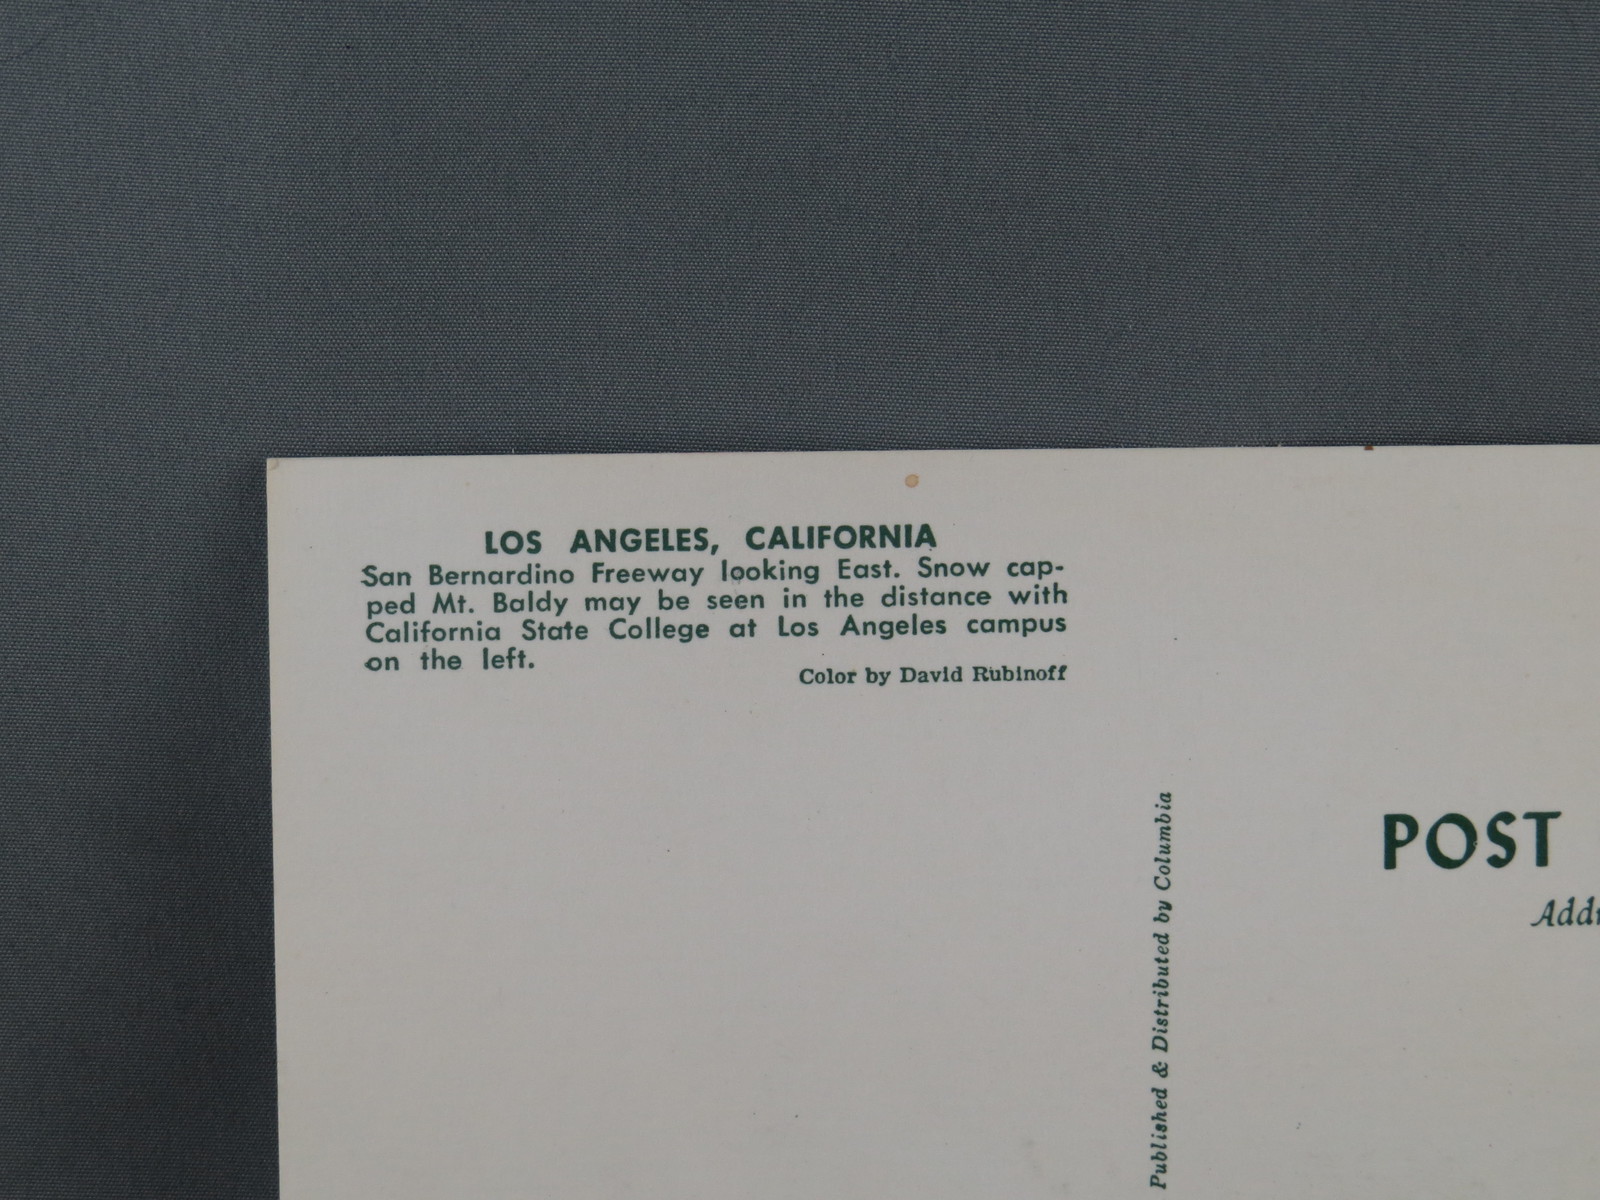 LOS ANGELES, CALIFORNIA
San Bernardino Freeway looking East. Snow cap-
ped Mt. Baldy may be seen in the distance with
California State College at Los Angeles campus
on the left.
Color by David Rubinoff
Published & Distributed by Columbia
POST